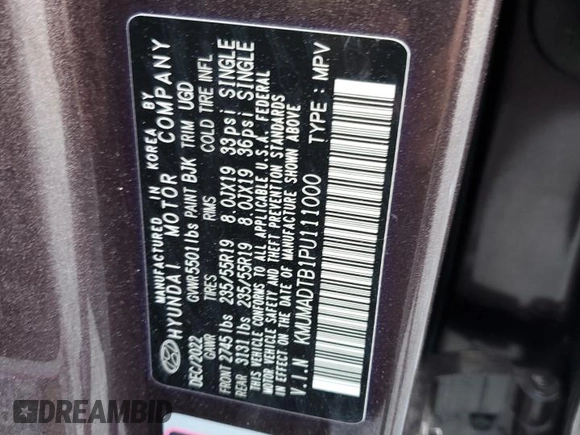 MANUFACTURED IN KOREA BY
HYUNDAI MOTOR COMPANY
DEC/2022 GVWR 5501 lbs PAINT BJK TRIM UGD
GAWR TIRES RIMS COLD TIRE INFL.
FRONT 2745 lbs 235/55R19 8.0JX19 33psi SINGLE
REAR 3131 lbs 235/55R19 8.0JX19 36psi SINGLE
THIS VEHICLE CONFORMS TO ALL APPLICABLE U.S.A. FEDERAL
MOTOR VEHICLE SAFETY AND THEFT PREVENTION STANDARDS
IN EFFECT ON THE DATE OF MANUFACTURE SHOWN ABOVE
V.I.N KMUMADTB1PU111000 TYPE : MPV
DREAMBID